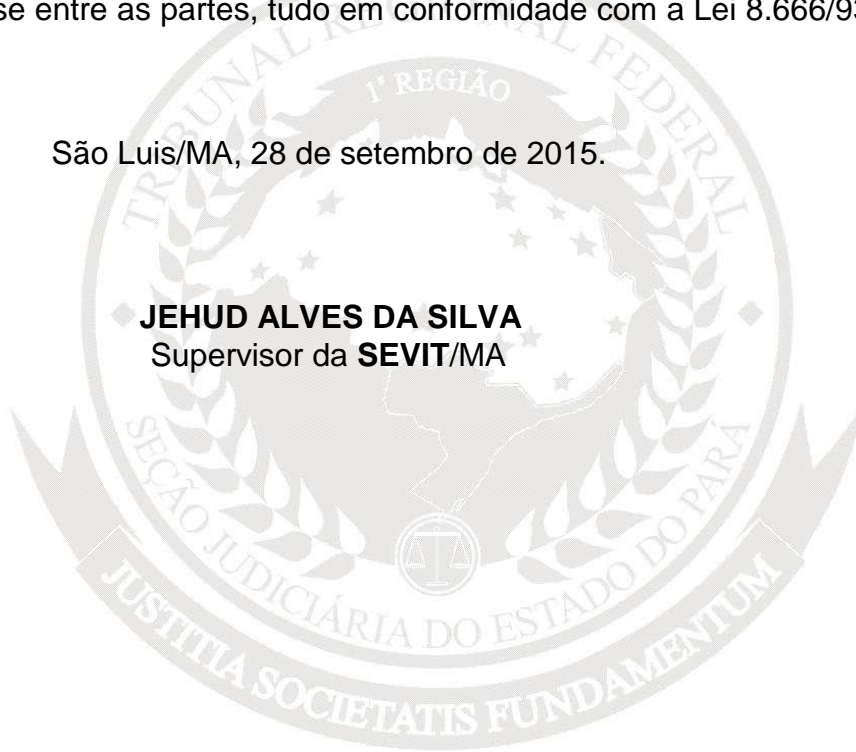 se entre as partes, tudo em conformidade com a Lei 8.666/93
TRIBUNAL REGIONAL FEDERAL
1ª REGIÃO
São Luis/MA, 28 de setembro de 2015.
JEHUD ALVES DA SILVA
Supervisor da SEVIT/MA
SEÇÃO JUDICIÁRIA DO ESTADO DO PARÁ
JUSTITIA SOCIETATIS FUNDAMENTUM